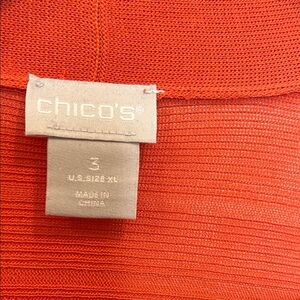 chico's®
3
U.S. SIZE XL
MADE IN
CHINA